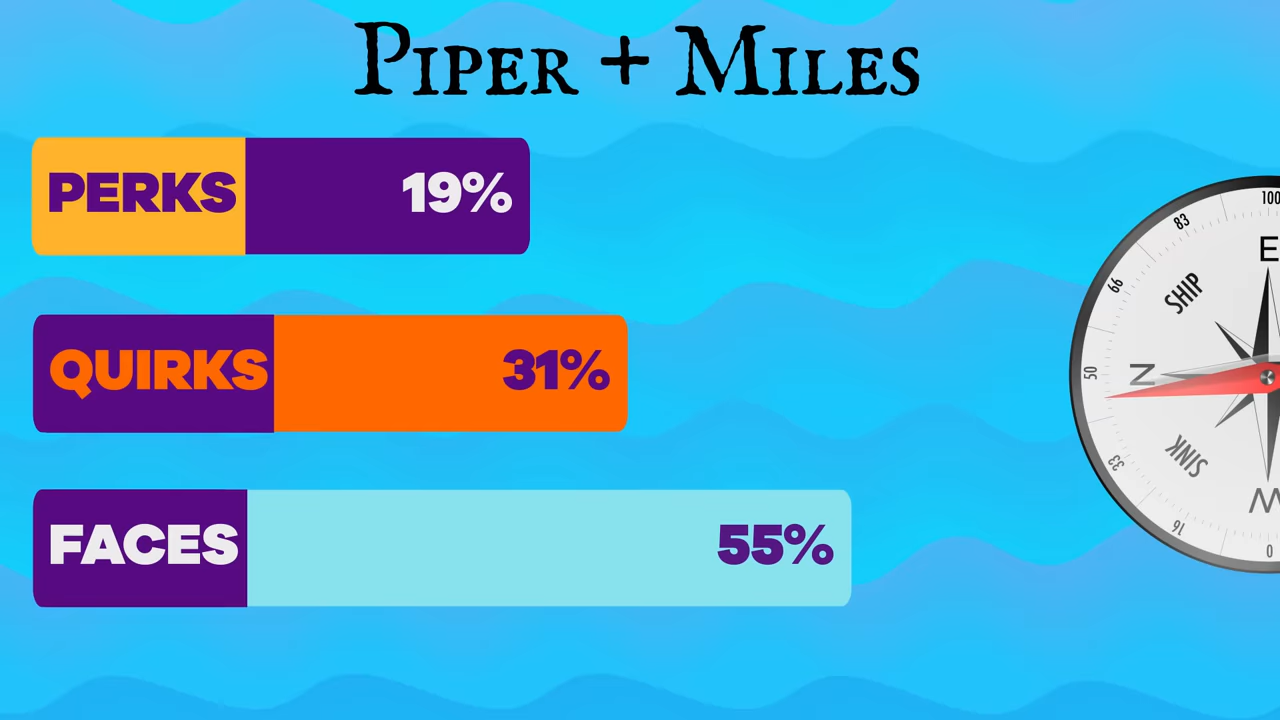 PIPER + MILES
PERKS 19%
QUIRKS 31%
FACES 55%
100
83
E
66
SHIP
50
N
33
SINK
W
16
0